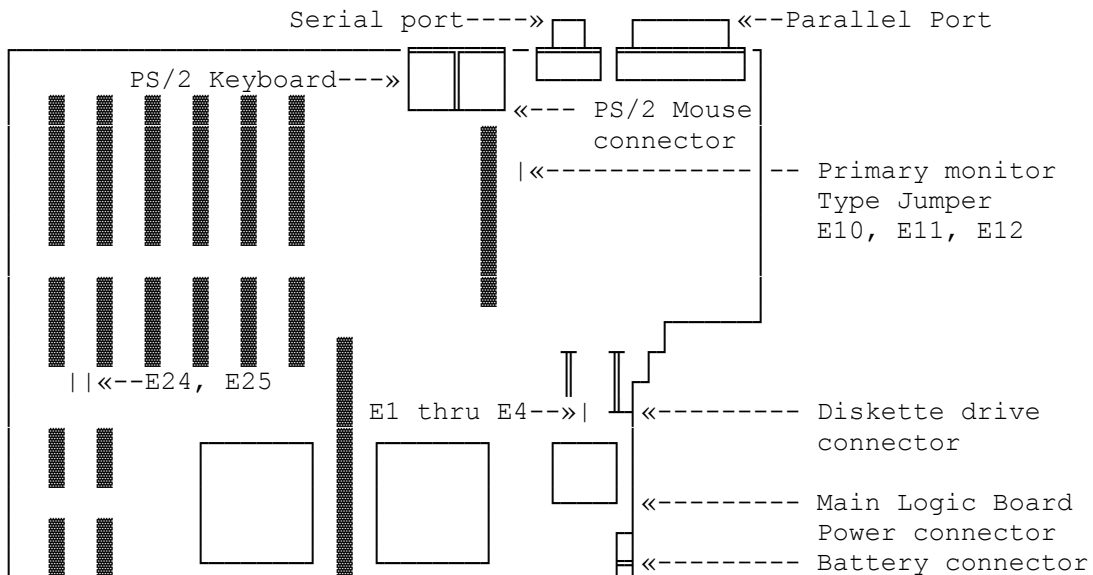 Serial port----» «--Parallel Port
PS/2 Keyboard---»
«--- PS/2 Mouse
connector
|«------------- -- Primary monitor
Type Jumper
E10, E11, E12
||«--E24, E25
E1 thru E4--»| «--------- Diskette drive
connector
«--------- Main Logic Board
Power connector
«--------- Battery connector